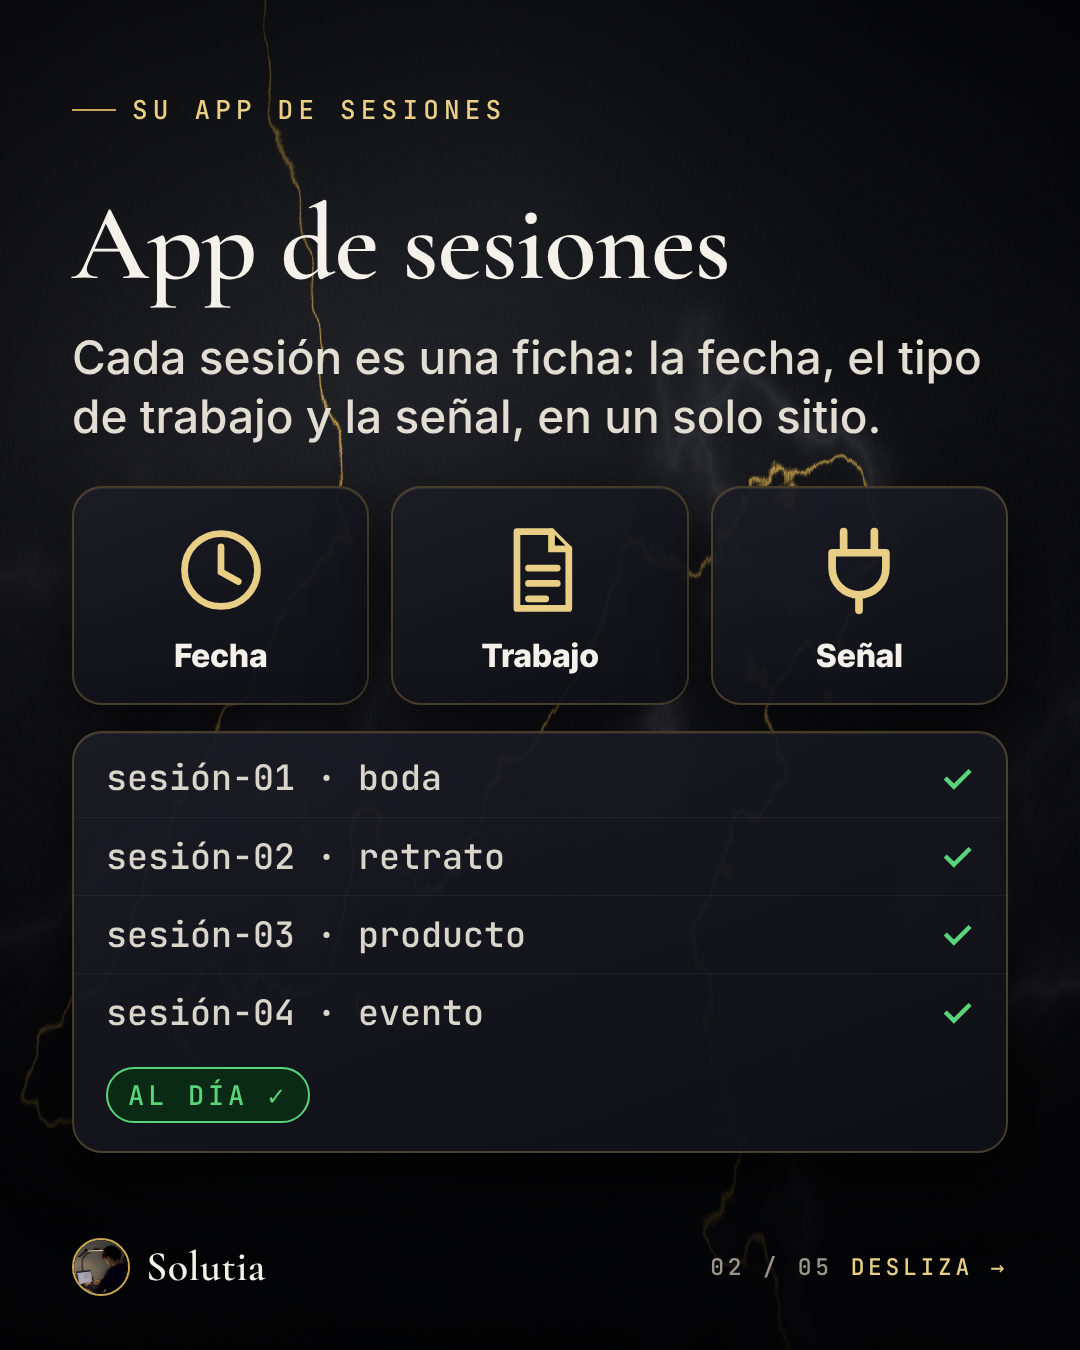 SU APP DE SESIONES
App de sesiones
Cada sesión es una ficha: la fecha, el tipo
de trabajo y la señal, en un solo sitio.
Fecha
Trabajo
Señal
sesión-01 · boda ✓
sesión-02 · retrato ✓
sesión-03 · producto ✓
sesión-04 · evento ✓
AL DÍA ✓
Solutia
02 / 05 DESLIZA →